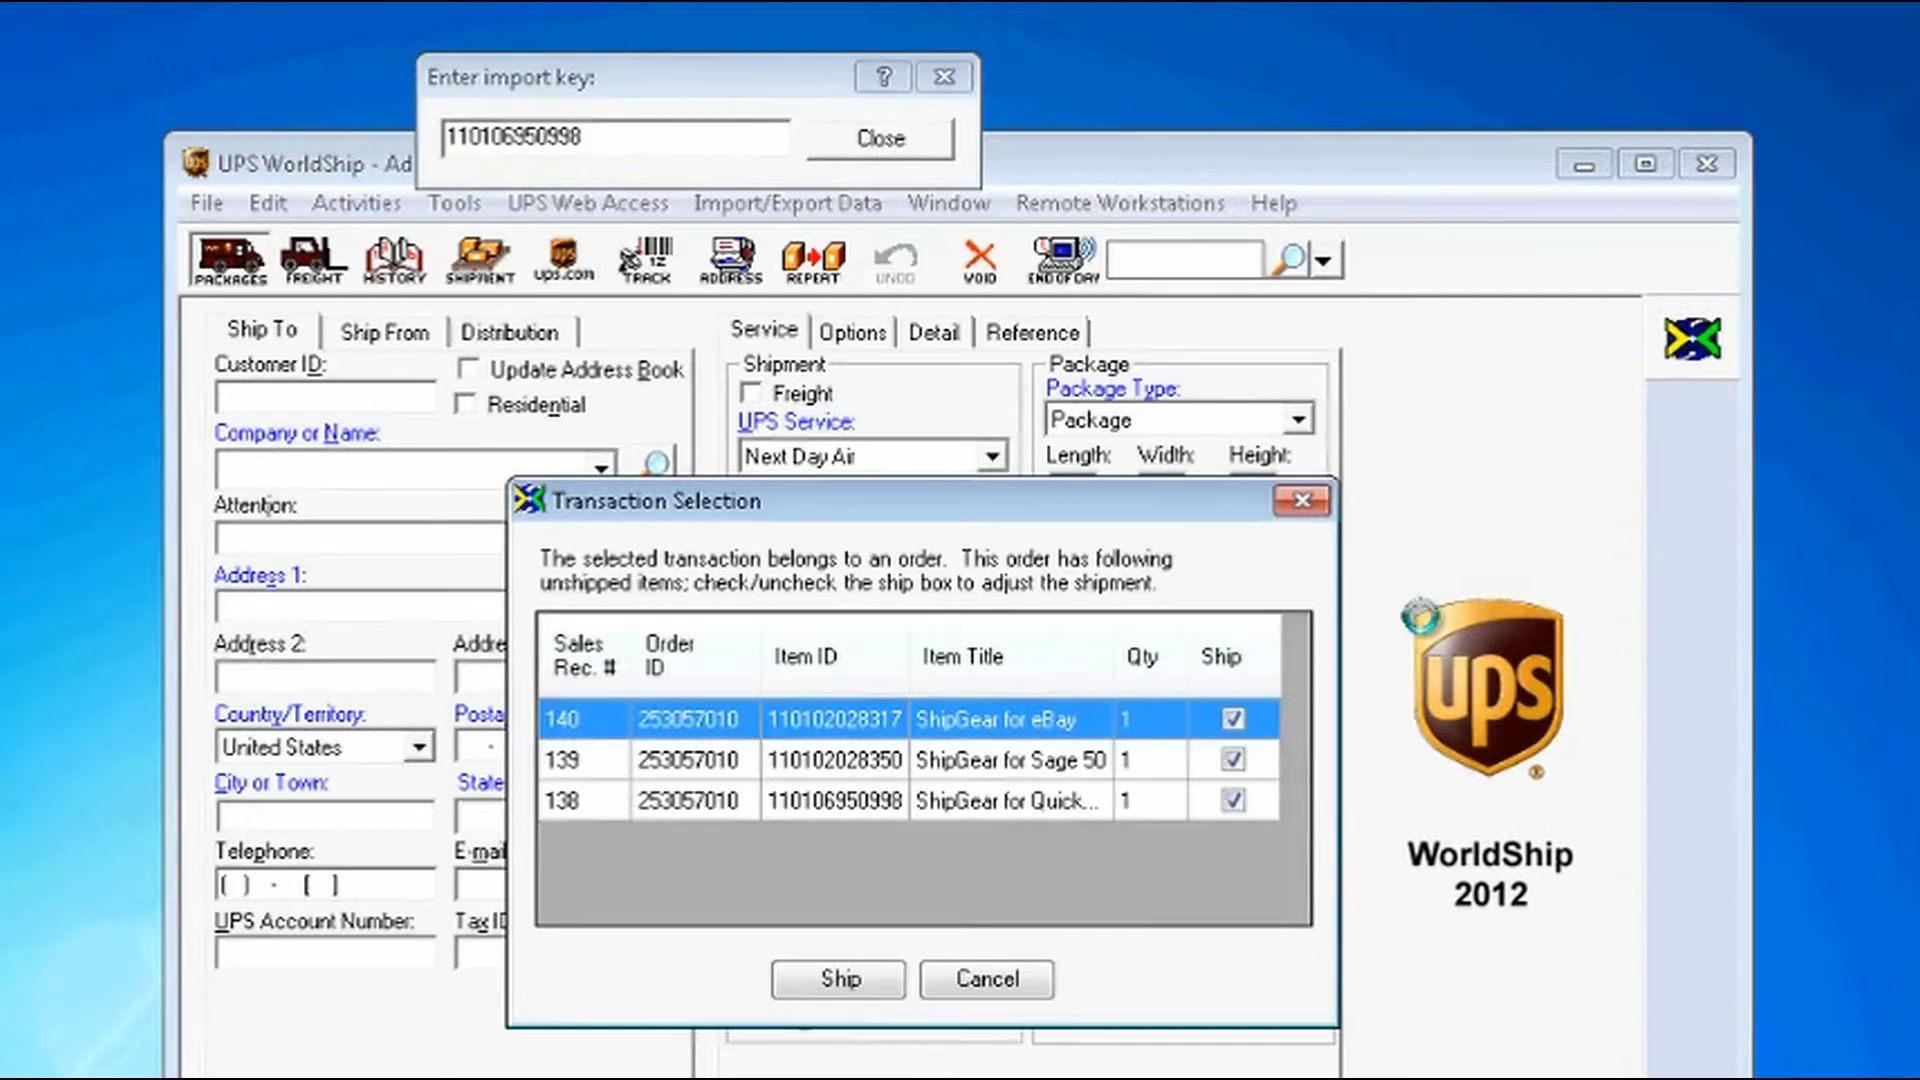 Enter import key:
110106950998
Close
UPS WorldShip - Ad
File Edit Activities Tools UPS Web Access Import/Export Data Window Remote Workstations Help
PACKAGES FREIGHT HISTORY SHIPMENT ups.com TRACK ADDRESS REPEAT UNDO VOID END OF DAY
Ship To Ship From Distribution
Service Options Detail Reference
Customer ID:
Update Address Book
Residential
Company or Name:
Attention:
Address 1:
Address 2: Addre
Country/Territory: Posta
United States
City or Town: State
Telephone: E-mail
( ) - [ ]
UPS Account Number: Tax ID
Shipment
Freight
UPS Service:
Next Day Air
Package
Package Type:
Package
Length: Width: Height:
Transaction Selection
The selected transaction belongs to an order. This order has following
unshipped items; check/uncheck the ship box to adjust the shipment.
Sales Rec. # Order ID Item ID Item Title Qty Ship
140 253057010 110102028317 ShipGear for eBay 1
139 253057010 110102028350 ShipGear for Sage 50 1
138 253057010 110106950998 ShipGear for Quick... 1
Ship Cancel
ups
®
WorldShip
2012